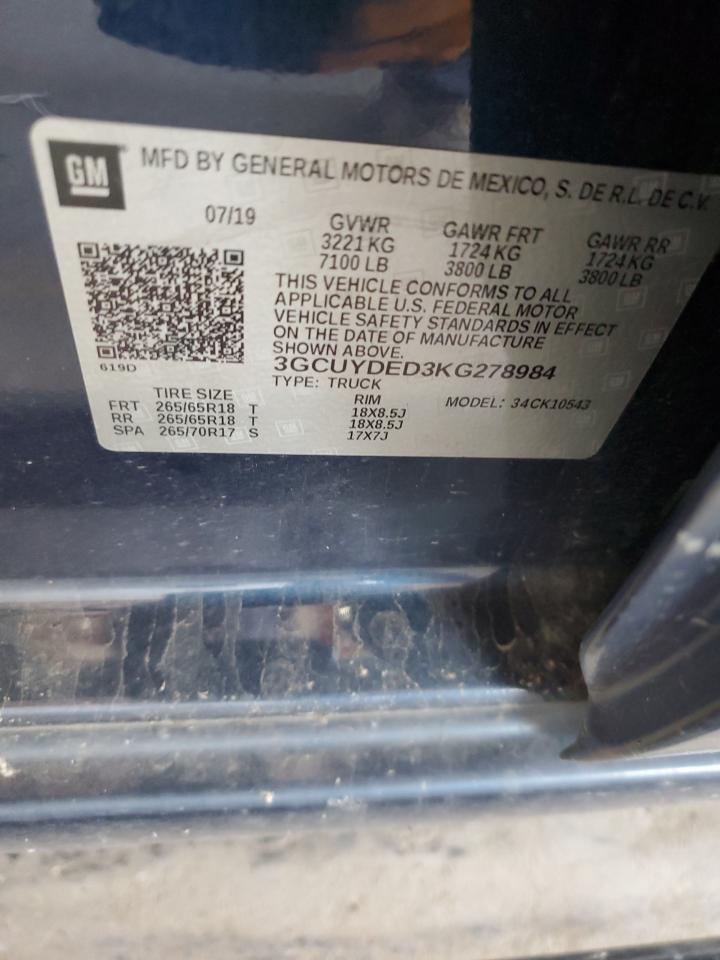 GM MFD BY GENERAL MOTORS DE MEXICO, S. DE R.L. DE C.V.
07/19 GVWR GAWR FRT GAWR RR
3221 KG 1724 KG 1724 KG
7100 LB 3800 LB 3800 LB
THIS VEHICLE CONFORMS TO ALL
APPLICABLE U.S. FEDERAL MOTOR
VEHICLE SAFETY STANDARDS IN EFFECT
ON THE DATE OF MANUFACTURE
SHOWN ABOVE.
619D 3GCUYDED3KG278984
TYPE: TRUCK
TIRE SIZE RIM MODEL: 34CK10543
FRT 265/65R18 T 18X8.5J
RR 265/65R18 T 18X8.5J
SPA 265/70R17 S 17X7J